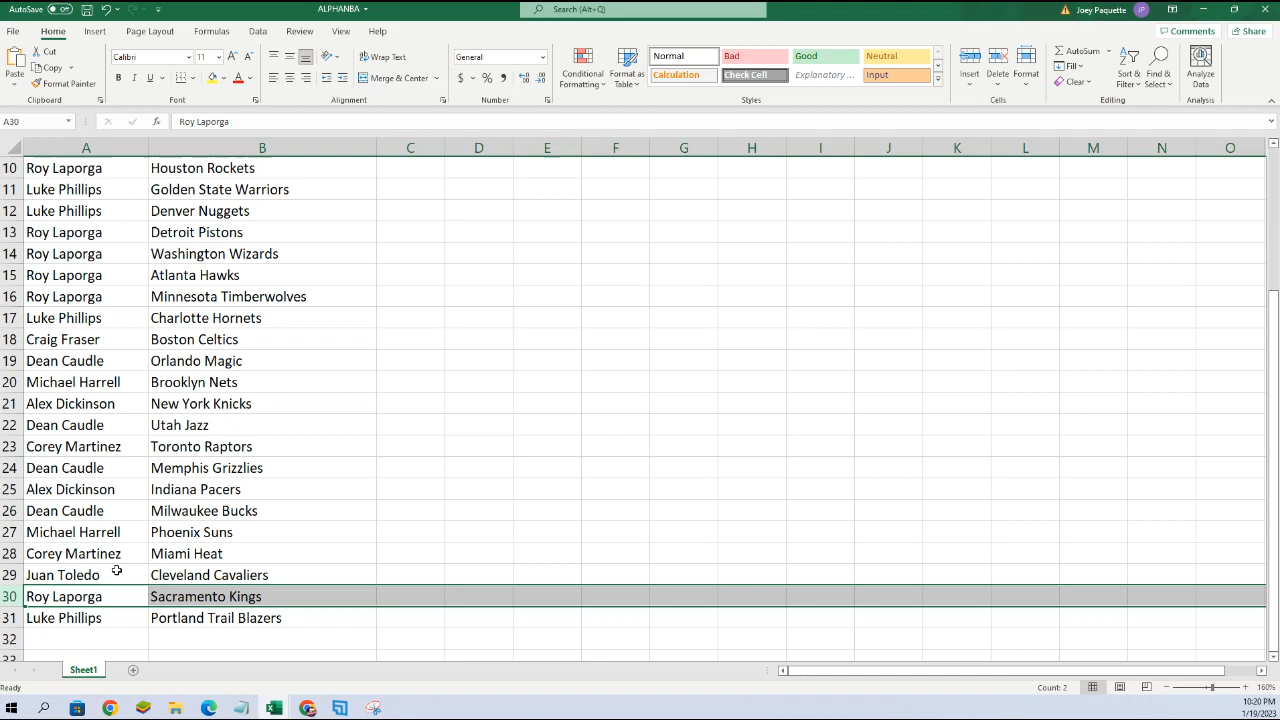 AutoSave Off ALPHANBA Search (Alt+Q) Joey Paquette JP
File Home Insert Page Layout Formulas Data Review View Help Comments Share
Paste Cut Copy Format Painter Clipboard
Calibri 11 B I U A Font
Wrap Text Merge & Center Alignment
General $ % Number
Conditional Formatting Format as Table
Normal Bad Good Neutral
Calculation Check Cell Explanatory ... Input
Styles
Insert Delete Format Cells
AutoSum Fill Clear Sort & Filter Find & Select Editing
Analyze Data Analysis
A30 fx Roy Laporga
A B C D E F G H I J K L M N O
10 Roy Laporga Houston Rockets
11 Luke Phillips Golden State Warriors
12 Luke Phillips Denver Nuggets
13 Roy Laporga Detroit Pistons
14 Roy Laporga Washington Wizards
15 Roy Laporga Atlanta Hawks
16 Roy Laporga Minnesota Timberwolves
17 Luke Phillips Charlotte Hornets
18 Craig Fraser Boston Celtics
19 Dean Caudle Orlando Magic
20 Michael Harrell Brooklyn Nets
21 Alex Dickinson New York Knicks
22 Dean Caudle Utah Jazz
23 Corey Martinez Toronto Raptors
24 Dean Caudle Memphis Grizzlies
25 Alex Dickinson Indiana Pacers
26 Dean Caudle Milwaukee Bucks
27 Michael Harrell Phoenix Suns
28 Corey Martinez Miami Heat
29 Juan Toledo Cleveland Cavaliers
30 Roy Laporga Sacramento Kings
31 Luke Phillips Portland Trail Blazers
32
33
Sheet1
Ready Count: 2 160%
10:20 PM
1/19/2023